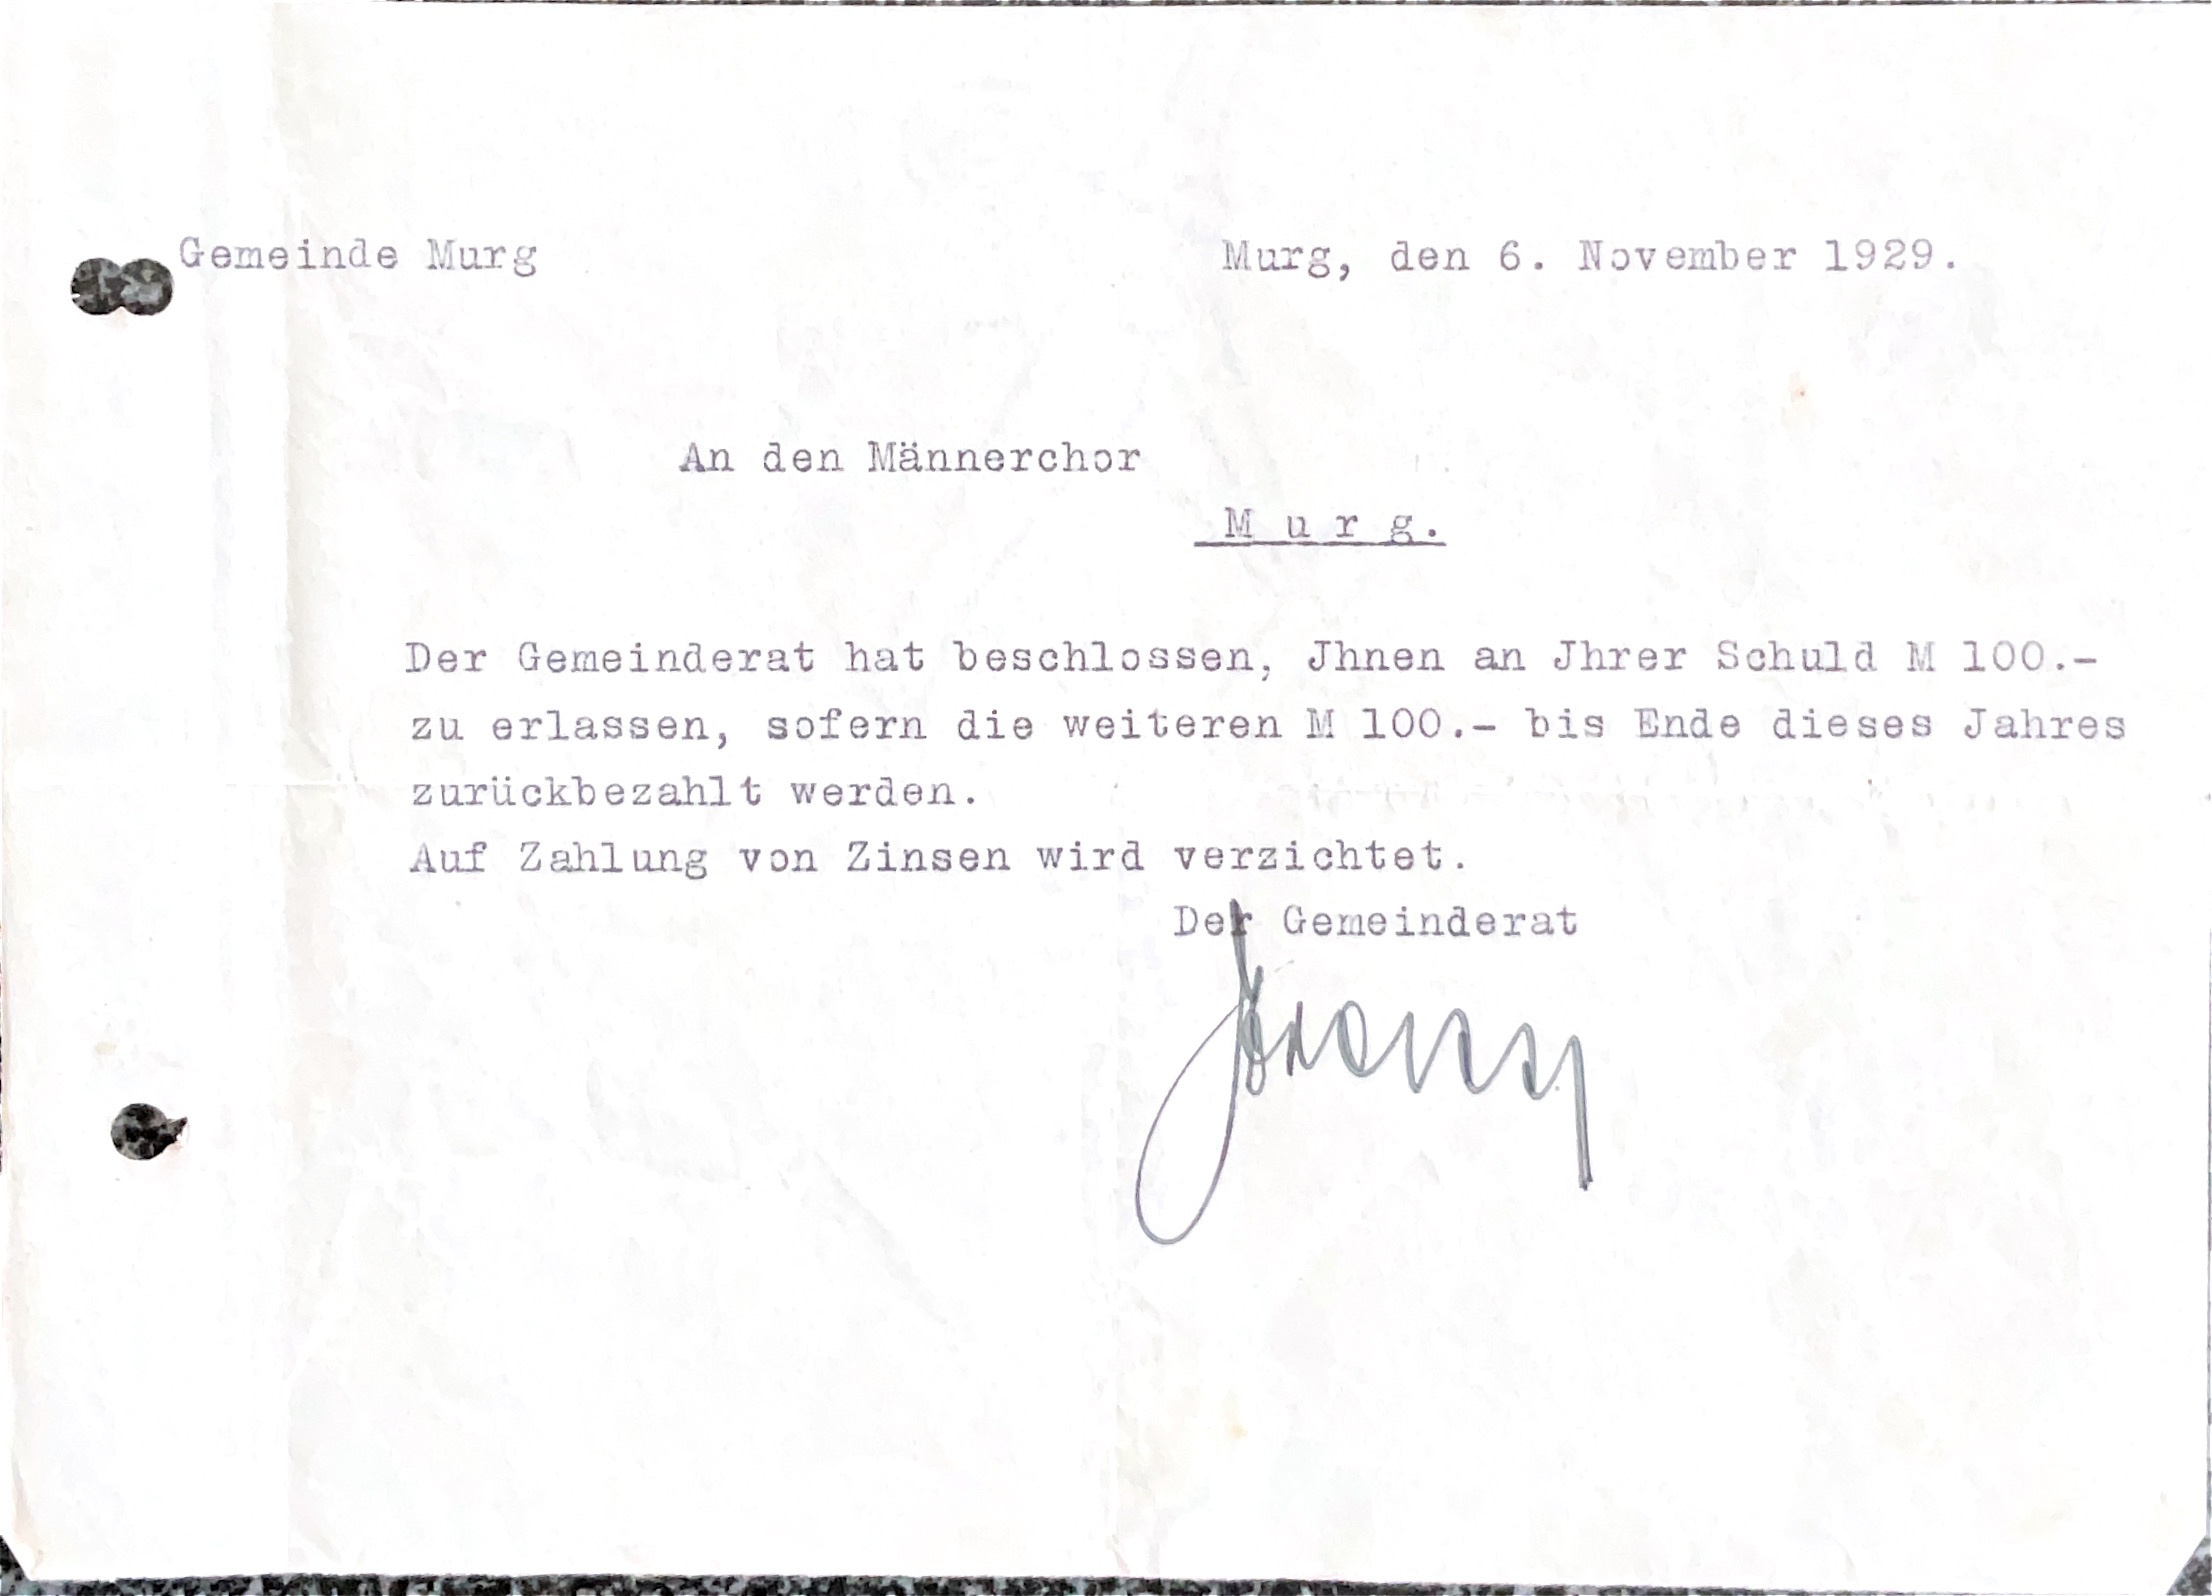 Gemeinde Murg
Murg, den 6. November 1929.
An den Männerchor
M u r g.
Der Gemeinderat hat beschlossen, Jhnen an Jhrer Schuld M 100.-
zu erlassen, sofern die weiteren M 100.- bis Ende dieses Jahres
zurückbezahlt werden.
Auf Zahlung von Zinsen wird verzichtet.
Der Gemeinderat